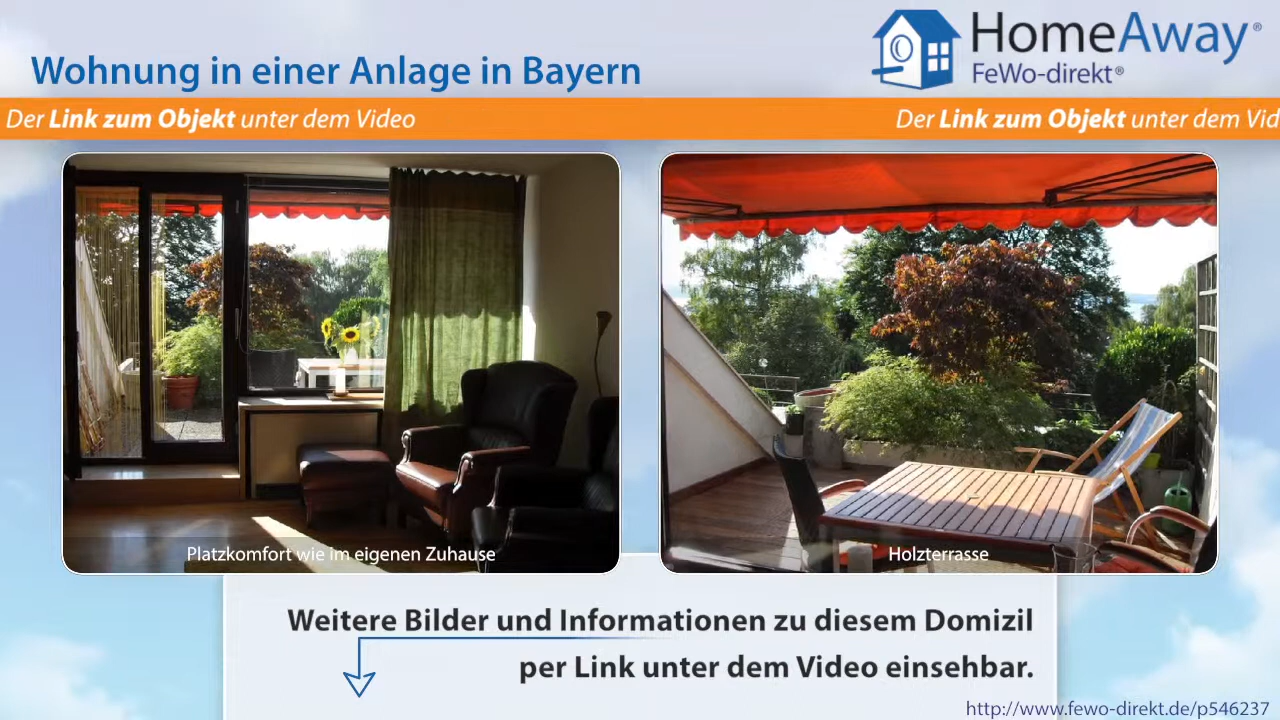 HomeAway®
FeWo-direkt®
Wohnung in einer Anlage in Bayern
Der Link zum Objekt unter dem Video
Der Link zum Objekt unter dem Vid
Platzkomfort wie im eigenen Zuhause
Holzterrasse
Weitere Bilder und Informationen zu diesem Domizil
per Link unter dem Video einsehbar.
http://www.fewo-direkt.de/p546237